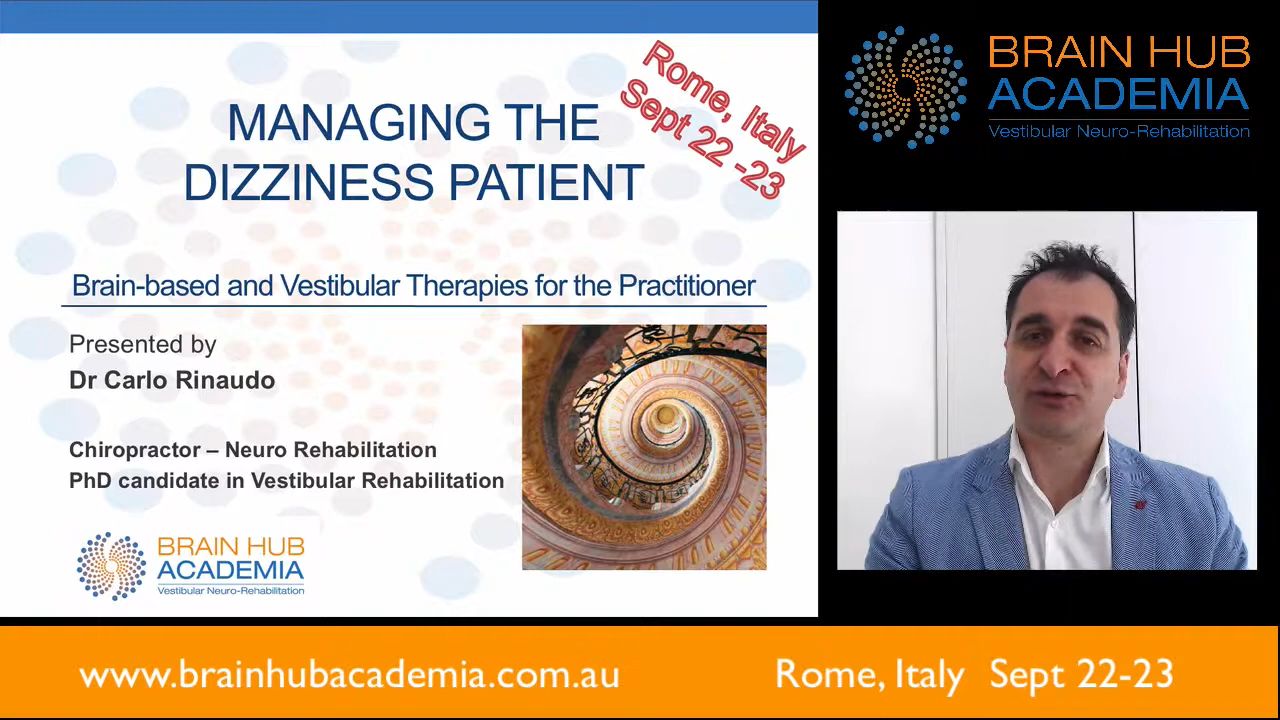 MANAGING THE
DIZZINESS PATIENT
Rome, Italy
Sept 22 -23
Brain-based and Vestibular Therapies for the Practitioner
Presented by
Dr Carlo Rinaudo
Chiropractor – Neuro Rehabilitation
PhD candidate in Vestibular Rehabilitation
BRAIN HUB
ACADEMIA
Vestibular Neuro-Rehabilitation
BRAIN HUB
ACADEMIA
Vestibular Neuro-Rehabilitation
www.brainhubacademia.com.au
Rome, Italy Sept 22-23